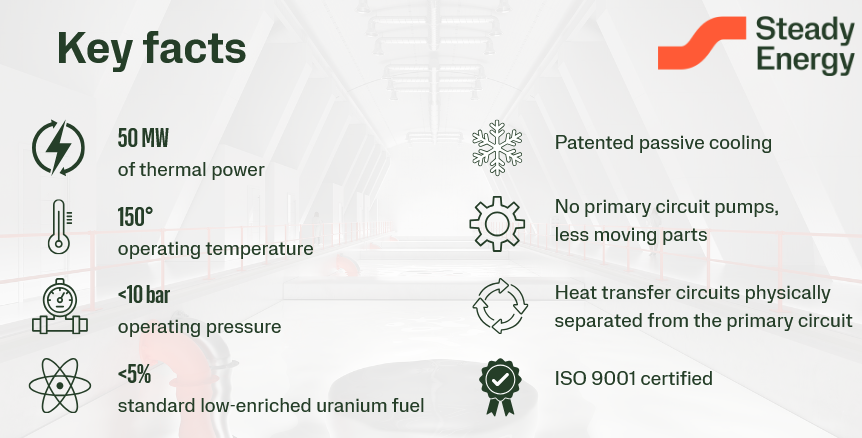 Key facts
Steady
Energy
50 MW
of thermal power
150°
operating temperature
<10 bar
operating pressure
<5%
standard low-enriched uranium fuel
Patented passive cooling
No primary circuit pumps,
less moving parts
Heat transfer circuits physically
separated from the primary circuit
ISO 9001 certified